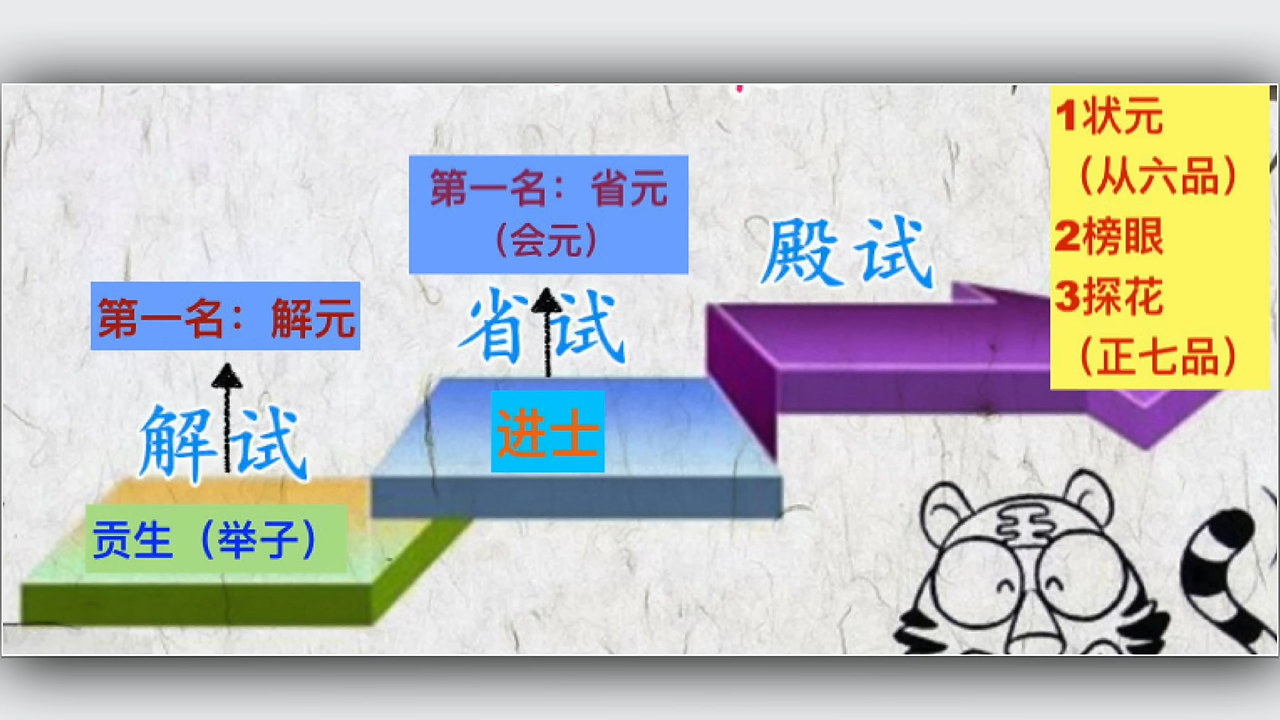 1状元
（从六品）
2榜眼
3探花
（正七品）
第一名：省元
（会元）
殿试
第一名：解元
省试
解试
进士
贡生（举子）